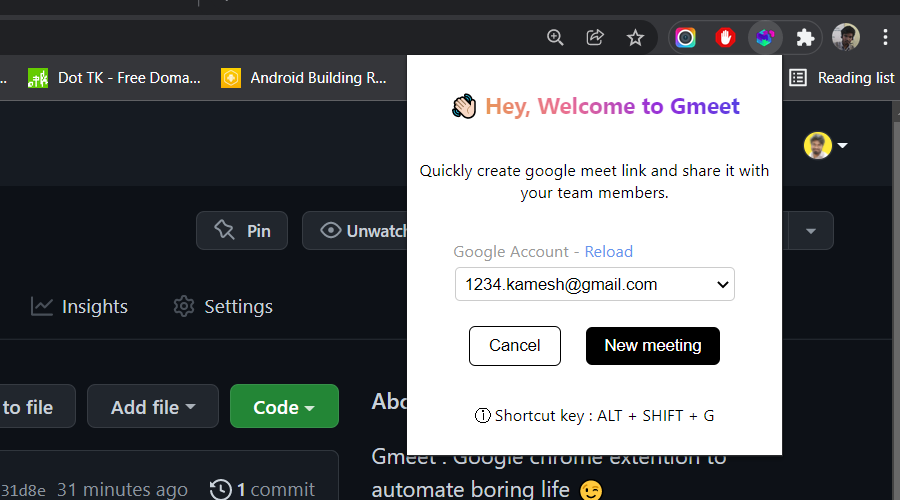 Dot TK - Free Doma...
Android Building R...
Reading list
👋🏻 Hey, Welcome to Gmeet
Quickly create google meet link and share it with
your team members.
Google Account - Reload
1234.kamesh@gmail.com
Cancel
New meeting
Shortcut key : ALT + SHIFT + G
Pin
Unwatch
Insights
Settings
to file
Add file
Code
31d8e 31 minutes ago
1 commit
Gmeet : Google chrome extention to
automate boring life 😉